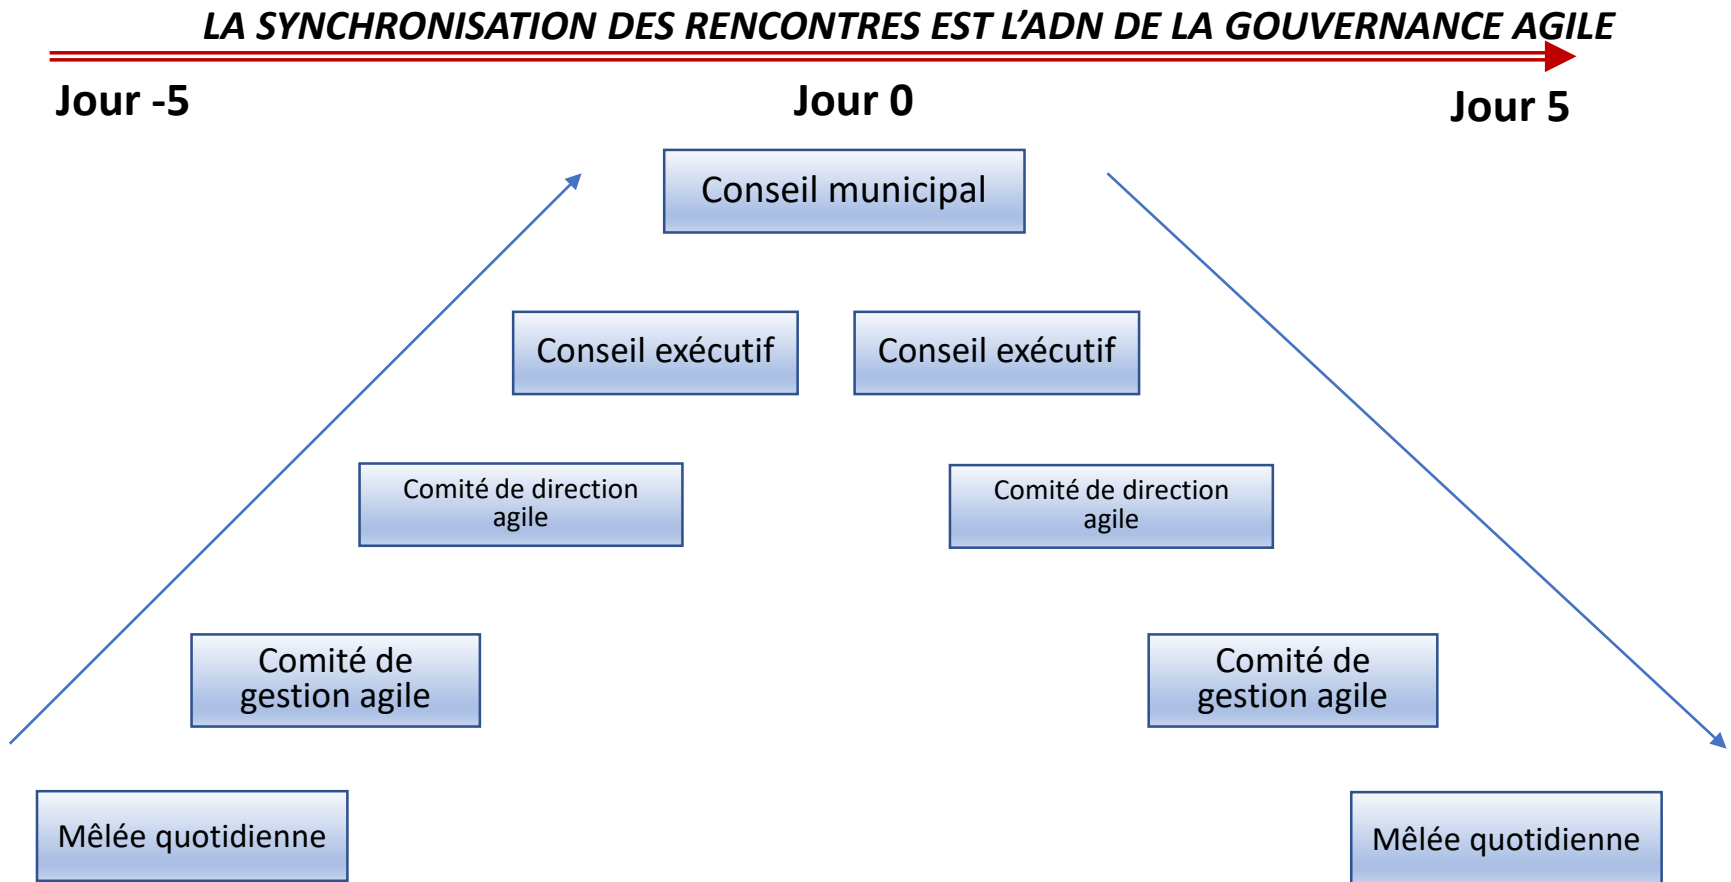 LA SYNCHRONISATION DES RENCONTRES EST L’ADN DE LA GOUVERNANCE AGILE
Jour -5
Jour 0
Jour 5
Conseil municipal
Conseil exécutif
Conseil exécutif
Comité de direction
agile
Comité de direction
agile
Comité de
gestion agile
Comité de
gestion agile
Mêlée quotidienne
Mêlée quotidienne